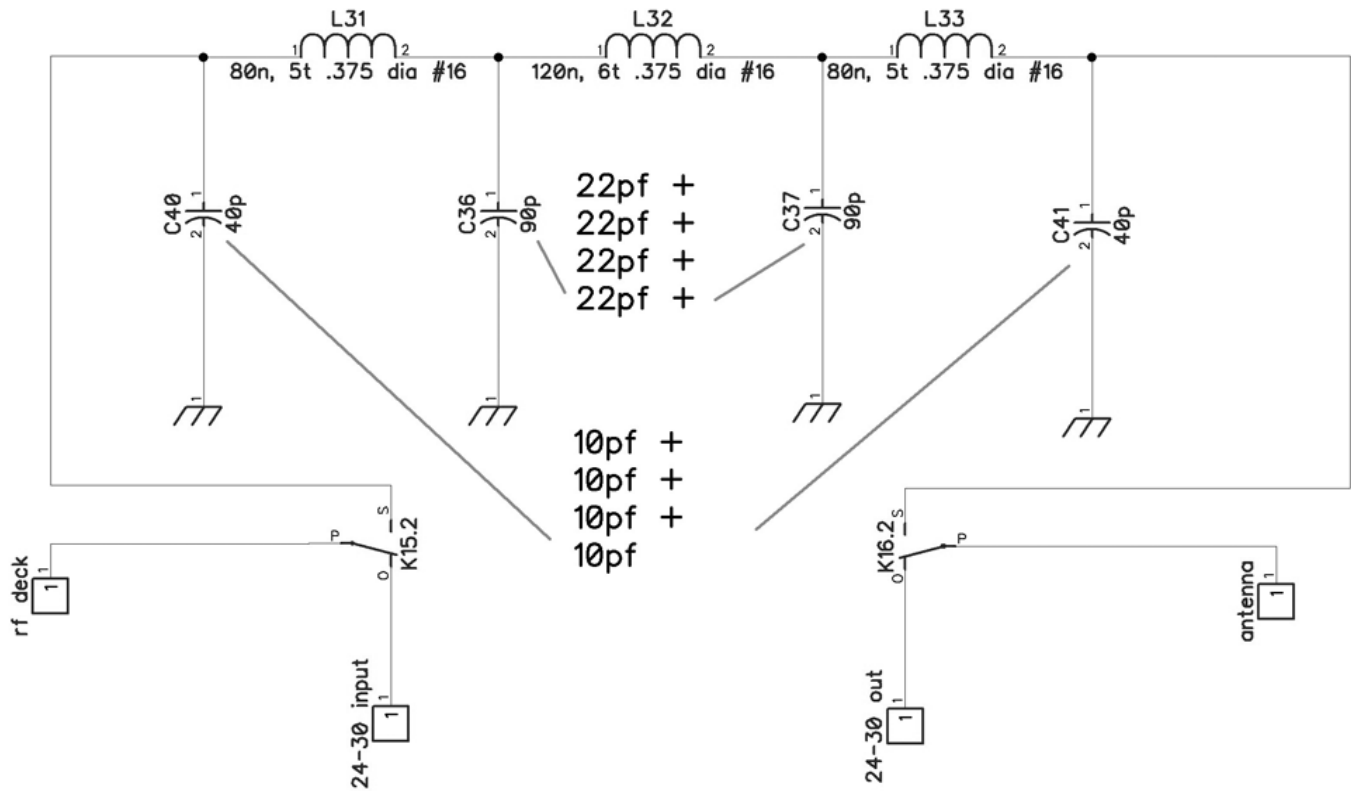 L31
L32
L33
1 2
1 2
1 2
80n, 5t .375 dia #16
120n, 6t .375 dia #16
80n, 5t .375 dia #16
C40
1
2
40p
C36
1
2
90p
22pf +
22pf +
22pf +
22pf +
C37
1
2
90p
C41
1
2
40p
1
1
1
1
10pf +
10pf +
10pf +
10pf
S
P
O
K15.2
S
P
O
K16.2
rf deck
1
1
antenna
1
1
24-30 input
1
1
24-30 out
1
1